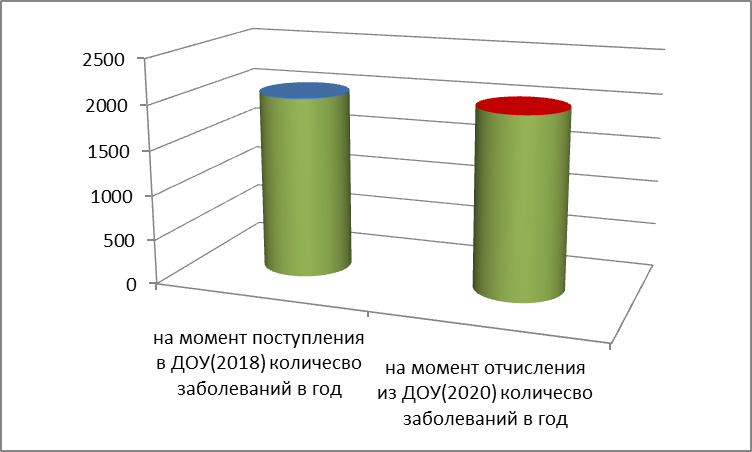 2500
2000
1500
1000
500
0
на момент поступления
в ДОУ(2018) количесво
заболеваний в год
на момент отчисления
из ДОУ(2020) количесво
заболеваний в год